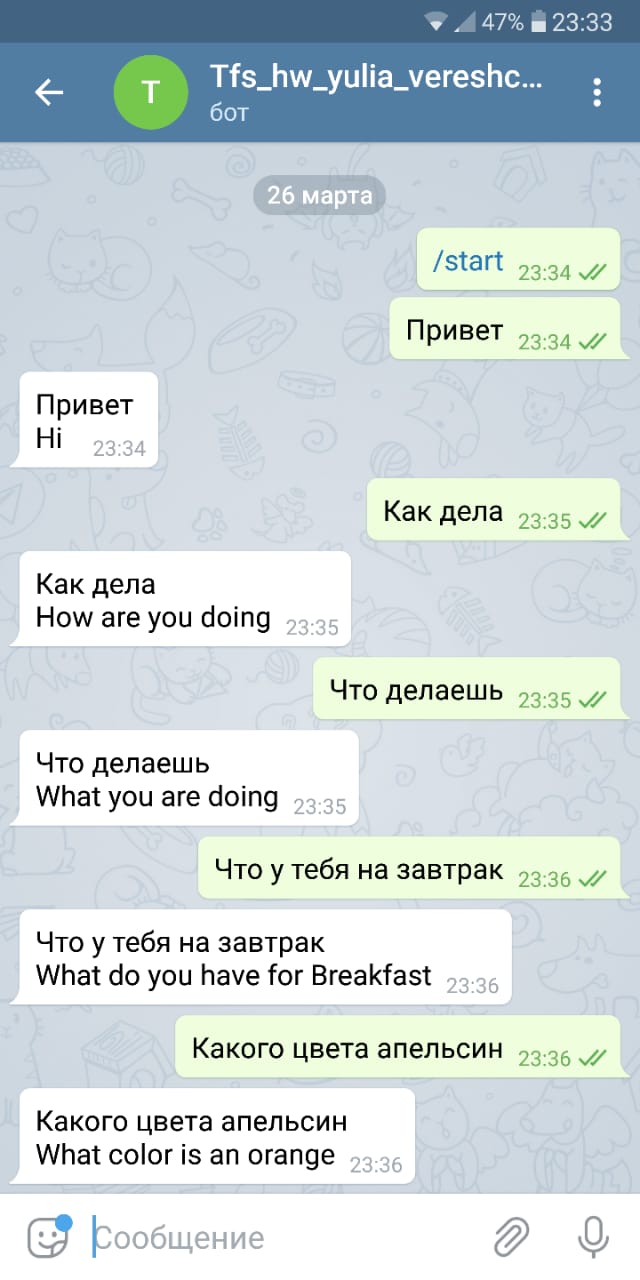 47% 23:33
Tfs_hw_yulia_vereshc...
бот
26 марта
/start 23:34
Привет 23:34
Привет
Hi 23:34
Как дела 23:35
Как дела
How are you doing 23:35
Что делаешь 23:35
Что делаешь
What you are doing 23:35
Что у тебя на завтрак 23:36
Что у тебя на завтрак
What do you have for Breakfast 23:36
Какого цвета апельсин 23:36
Какого цвета апельсин
What color is an orange 23:36
Сообщение